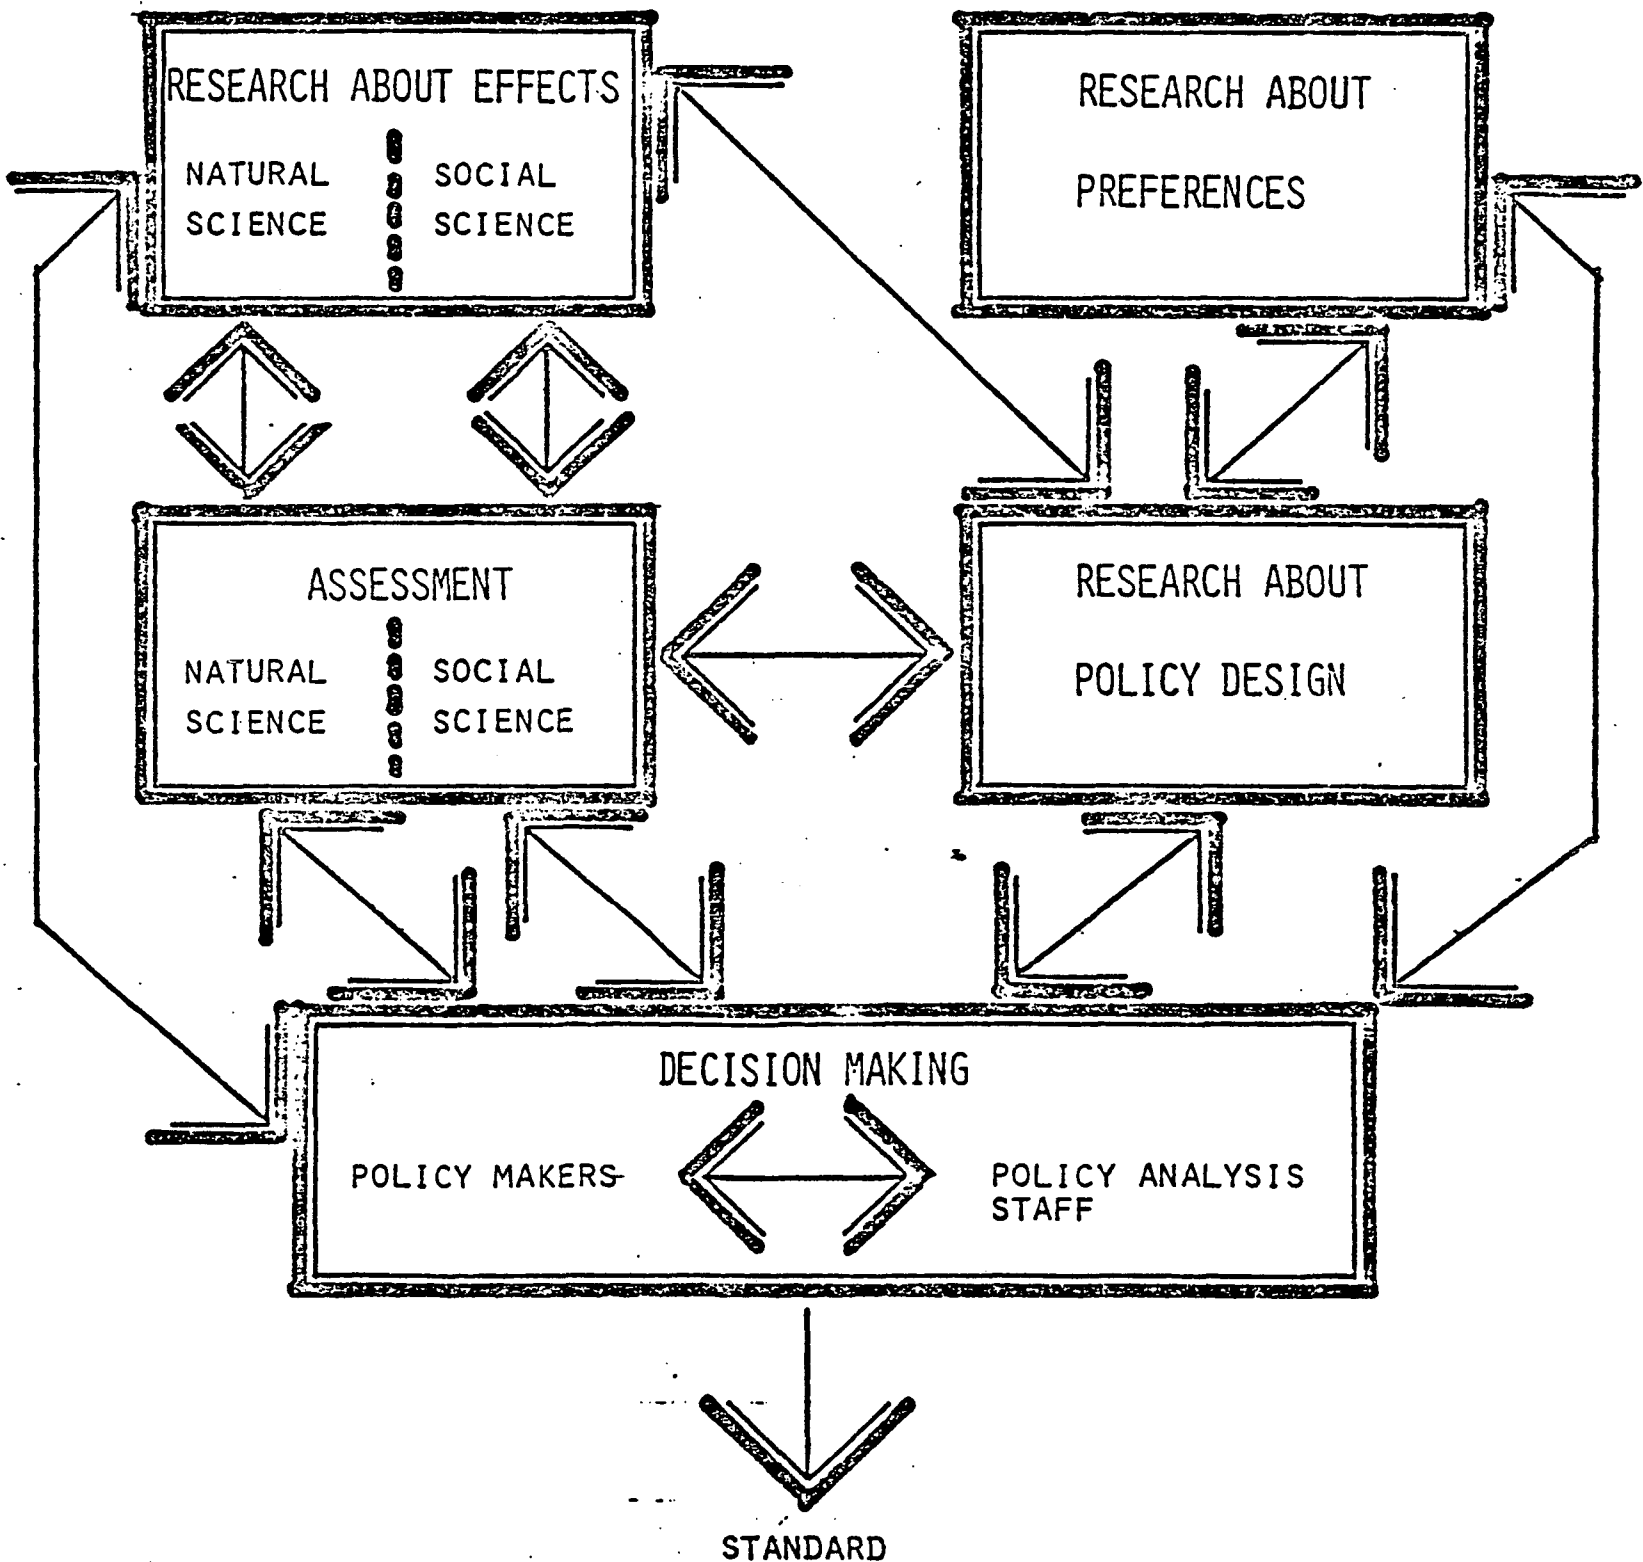 RESEARCH ABOUT EFFECTS
NATURAL
SCIENCE
SOCIAL
SCIENCE
RESEARCH ABOUT
PREFERENCES
ASSESSMENT
NATURAL
SCIENCE
SOCIAL
SCIENCE
RESEARCH ABOUT
POLICY DESIGN
DECISION MAKING
POLICY MAKERS
POLICY ANALYSIS
STAFF
STANDARD